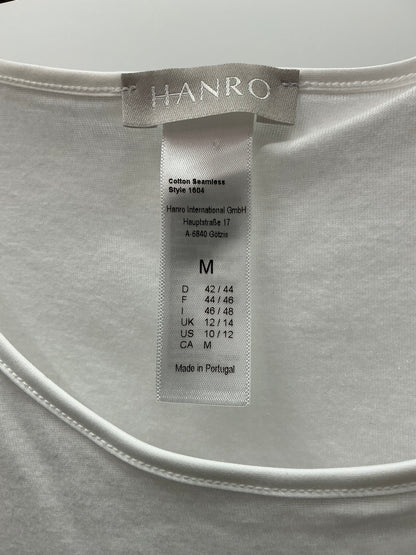 HANRO
Cotton Seamless
Style 1604
Hanro International GmbH
Hauptstraße 17
A-6840 Götzis
M
D 42 / 44
F 44 / 46
I 46 / 48
UK 12 / 14
US 10 / 12
CA M
Made in Portugal